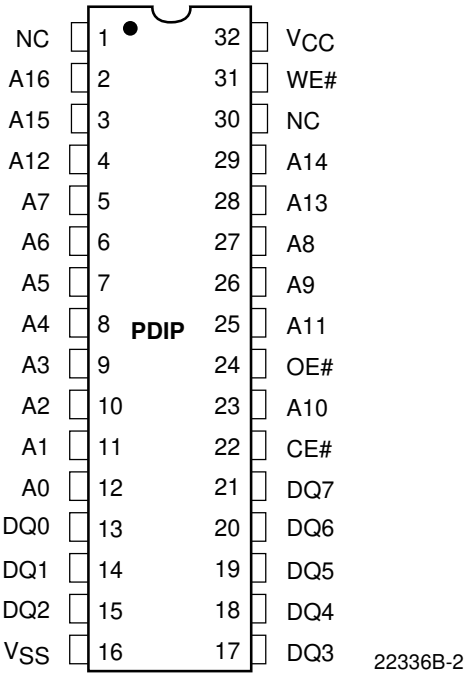 NC 1 32 VCC
A16 2 31 WE#
A15 3 30 NC
A12 4 29 A14
A7 5 28 A13
A6 6 27 A8
A5 7 26 A9
A4 8 PDIP 25 A11
A3 9 24 OE#
A2 10 23 A10
A1 11 22 CE#
A0 12 21 DQ7
DQ0 13 20 DQ6
DQ1 14 19 DQ5
DQ2 15 18 DQ4
VSS 16 17 DQ3
22336B-2